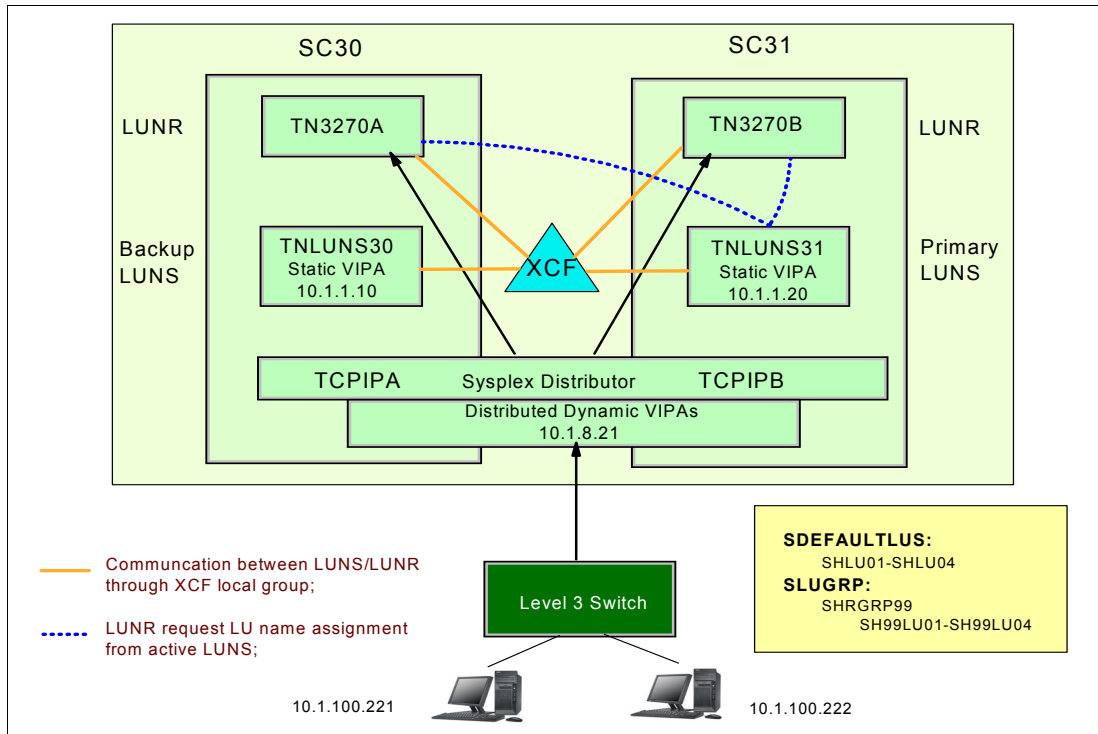 SC30
SC31
LUNR
TN3270A
TN3270B
LUNR
Backup
LUNS
TNLUNS30
Static VIPA
10.1.1.10
XCF
TNLUNS31
Static VIPA
10.1.1.20
Primary
LUNS
TCPIPA
Sysplex Distributor
TCPIPB
Distributed Dynamic VIPAs
10.1.8.21
Communcation between LUNS/LUNR
through XCF local group;
LUNR request LU name assignment
from active LUNS;
Level 3 Switch
SDEFAULTLUS:
SHLU01-SHLU04
SLUGRP:
SHRGRP99
SH99LU01-SH99LU04
10.1.100.221
10.1.100.222